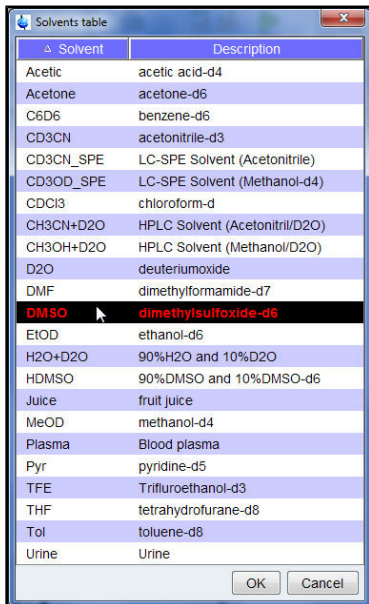 Solvents table
Solvent Description
Acetic acetic acid-d4
Acetone acetone-d6
C6D6 benzene-d6
CD3CN acetonitrile-d3
CD3CN_SPE LC-SPE Solvent (Acetonitrile)
CD3OD_SPE LC-SPE Solvent (Methanol-d4)
CDCl3 chloroform-d
CH3CN+D2O HPLC Solvent (Acetonitril/D2O)
CH3OH+D2O HPLC Solvent (Methanol/D2O)
D2O deuteriumoxide
DMF dimethylformamide-d7
DMSO dimethylsulfoxide-d6
EtOD ethanol-d6
H2O+D2O 90%H2O and 10%D2O
HDMSO 90%DMSO and 10%DMSO-d6
Juice fruit juice
MeOD methanol-d4
Plasma Blood plasma
Pyr pyridine-d5
TFE Trifluroethanol-d3
THF tetrahydrofurane-d8
Tol toluene-d8
Urine Urine
OK Cancel